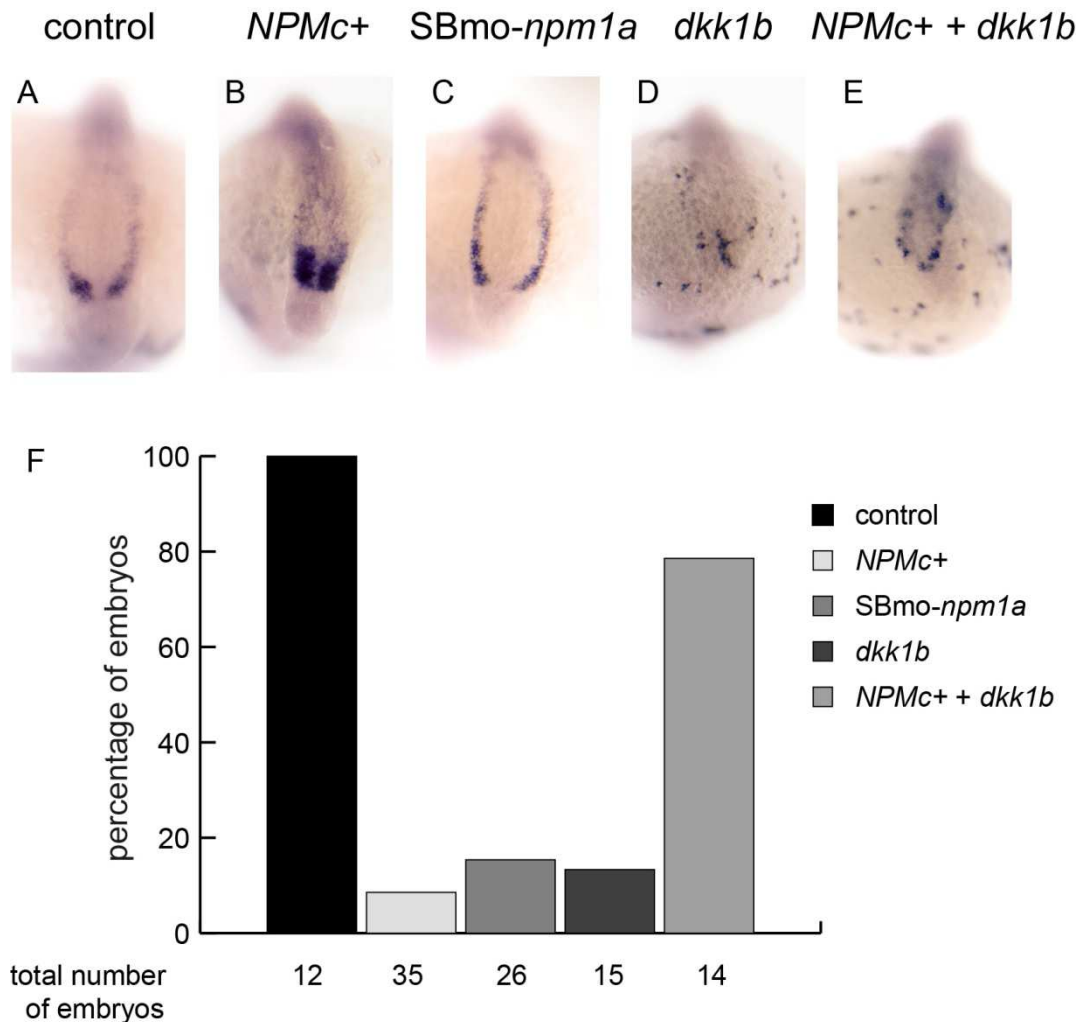 control NPMc+ SBmo-npm1a dkk1b NPMc+ + dkk1b
A B C D E
F
100
80
60
40
20
0
percentage of embryos
control
NPMc+
SBmo-npm1a
dkk1b
NPMc+ + dkk1b
total number 12 35 26 15 14
of embryos